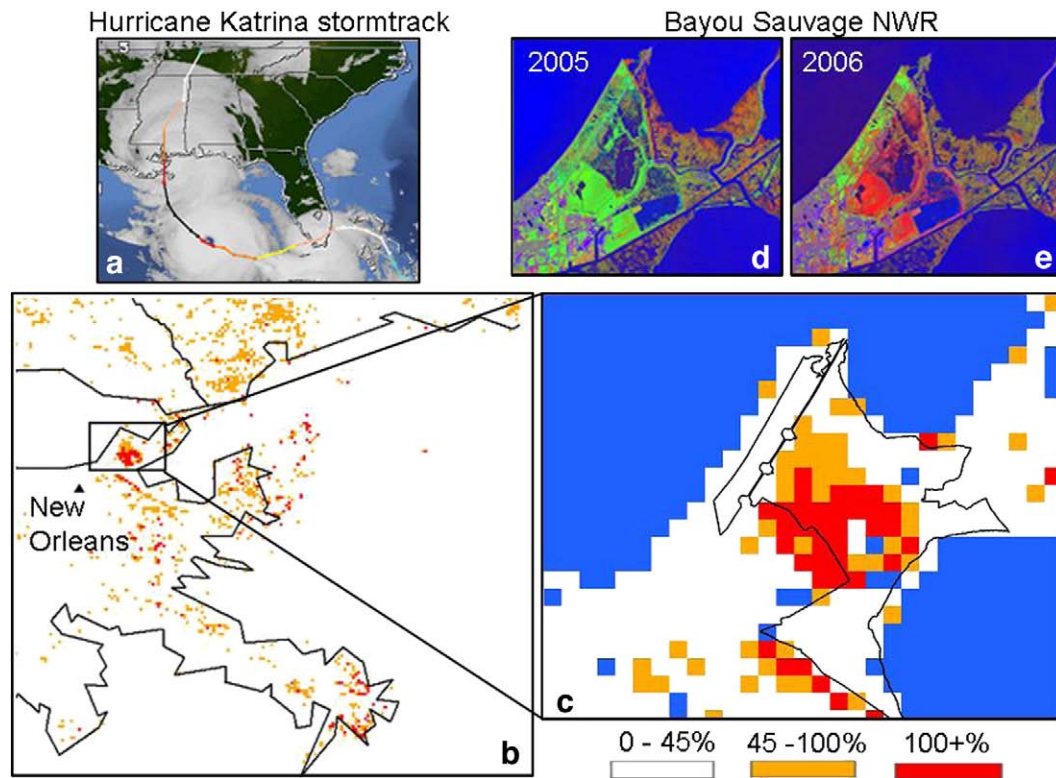 Hurricane Katrina stormtrack
Bayou Sauvage NWR
a
2005
d
2006
e
New
Orleans
b
c
0 - 45%
45 -100%
100+%